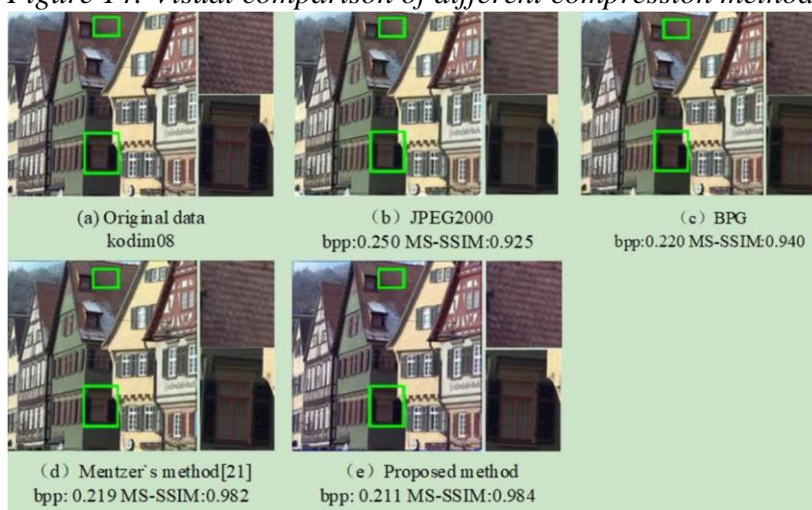 Figure 14. Visual comparison of different compression method
(a) Original data
kodim08
（b）JPEG2000
bpp:0.250 MS-SSIM:0.925
（c）BPG
bpp:0.220 MS-SSIM:0.940
（d）Mentzer`s method[21]
bpp: 0.219 MS-SSIM:0.982
（e）Proposed method
bpp: 0.211 MS-SSIM:0.984